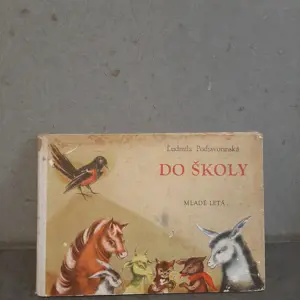 Ľudmila Podjavorinská
DO ŠKOLY
MLADÉ LETÁ